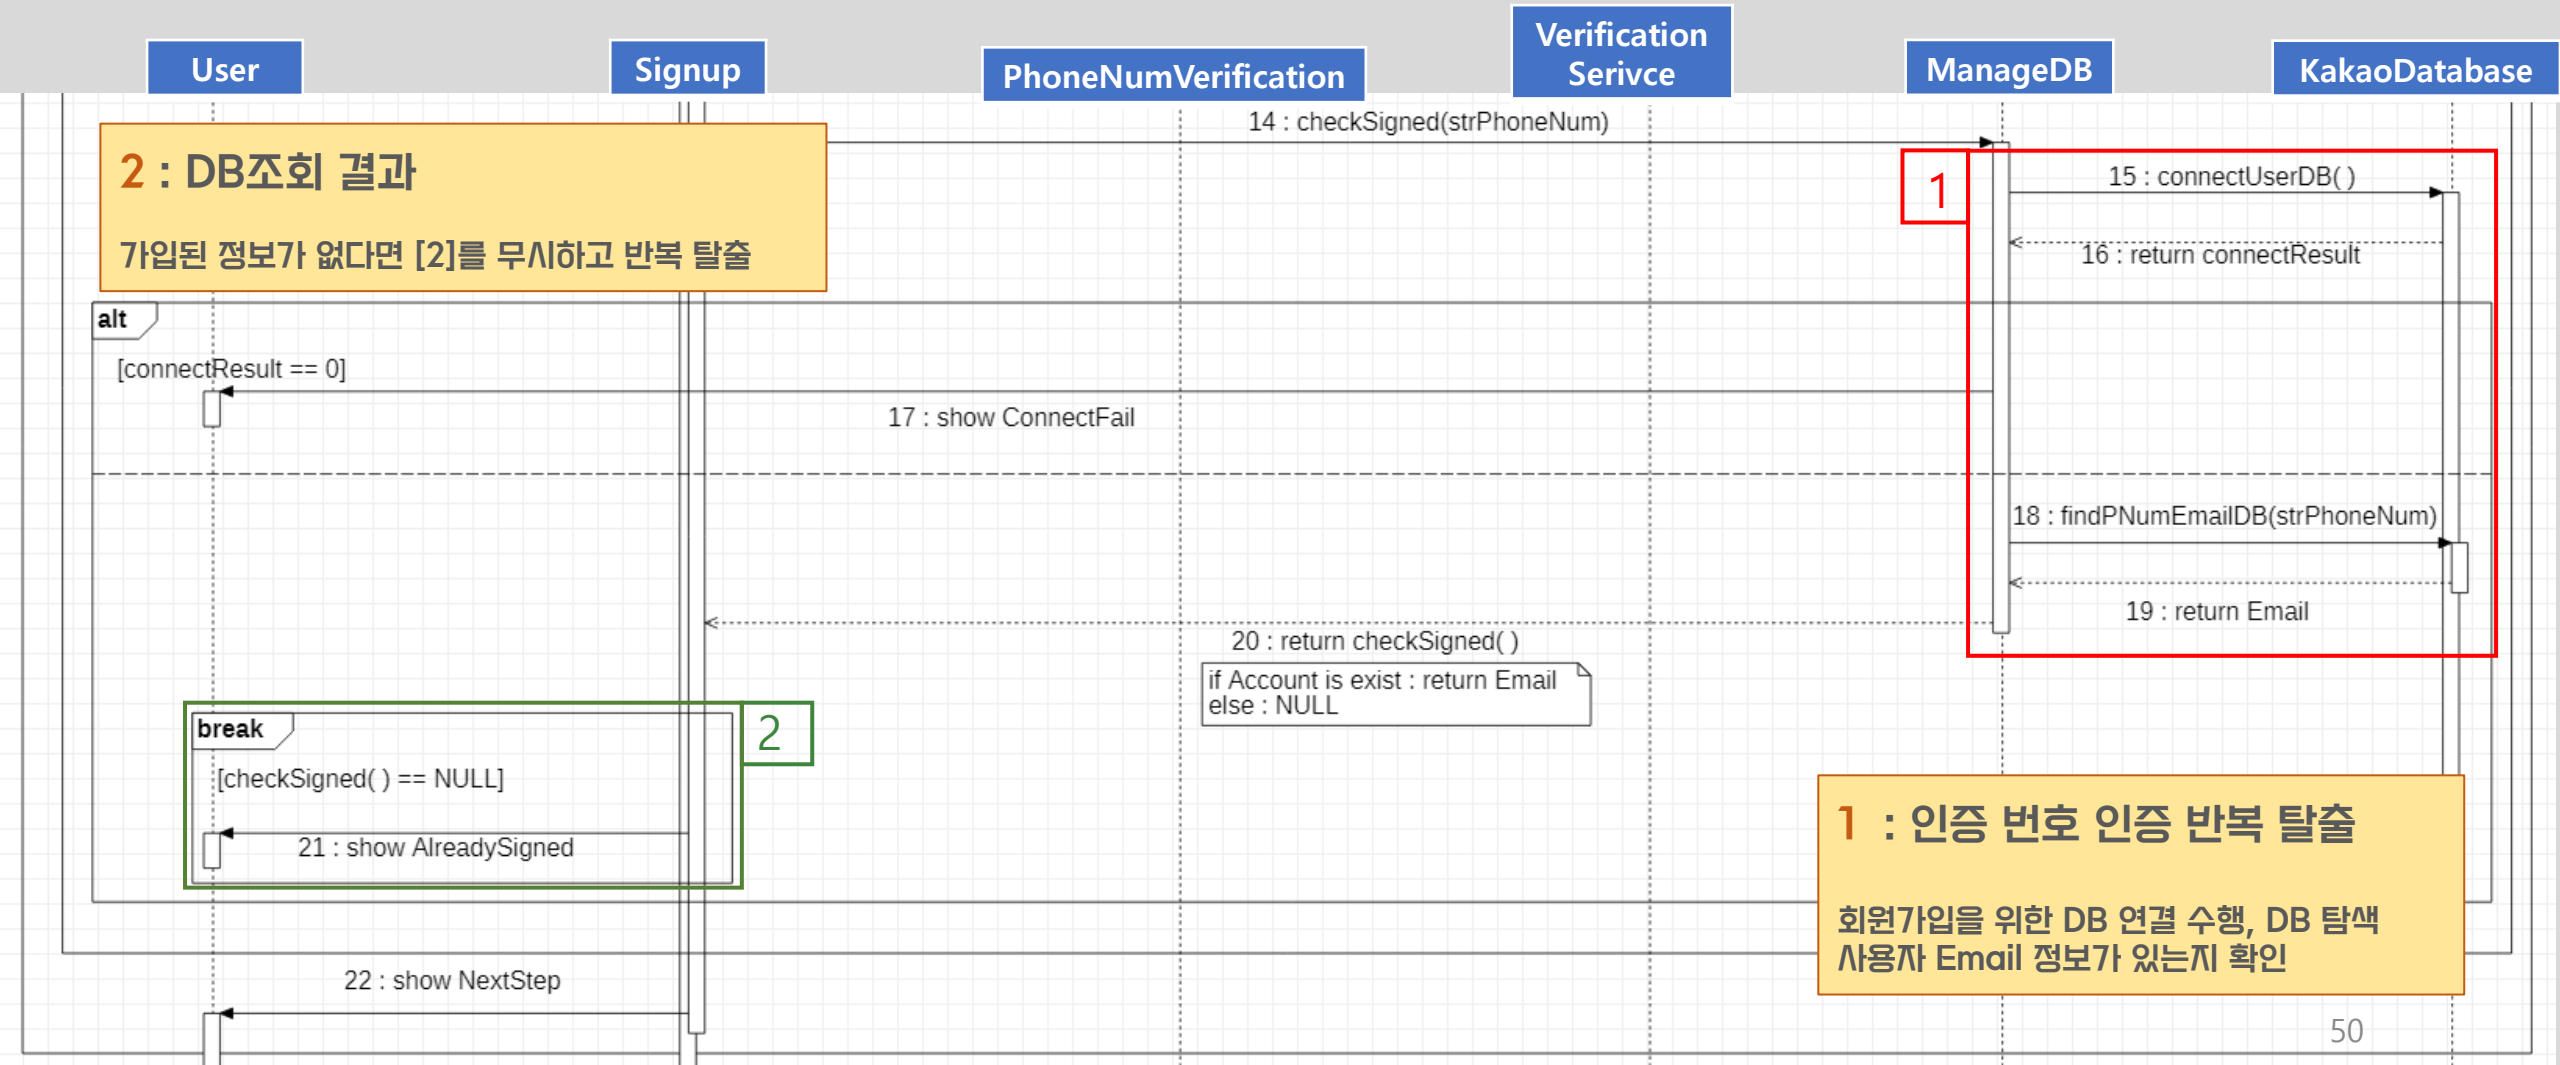 User
Signup
PhoneNumVerification
Verification
Serivce
ManageDB
KakaoDatabase
14 : checkSigned(strPhoneNum)
2 : DB조회 결과
가입된 정보가 없다면 [2]를 무시하고 반복 탈출
1
15 : connectUserDB( )
16 : return connectResult
alt
[connectResult == 0]
17 : show ConnectFail
18 : findPNumEmailDB(strPhoneNum)
19 : return Email
20 : return checkSigned( )
if Account is exist : return Email
else : NULL
break
2
[checkSigned( ) == NULL]
21 : show AlreadySigned
1 : 인증 번호 인증 반복 탈출
회원가입을 위한 DB 연결 수행, DB 탐색
사용자 Email 정보가 있는지 확인
22 : show NextStep
50